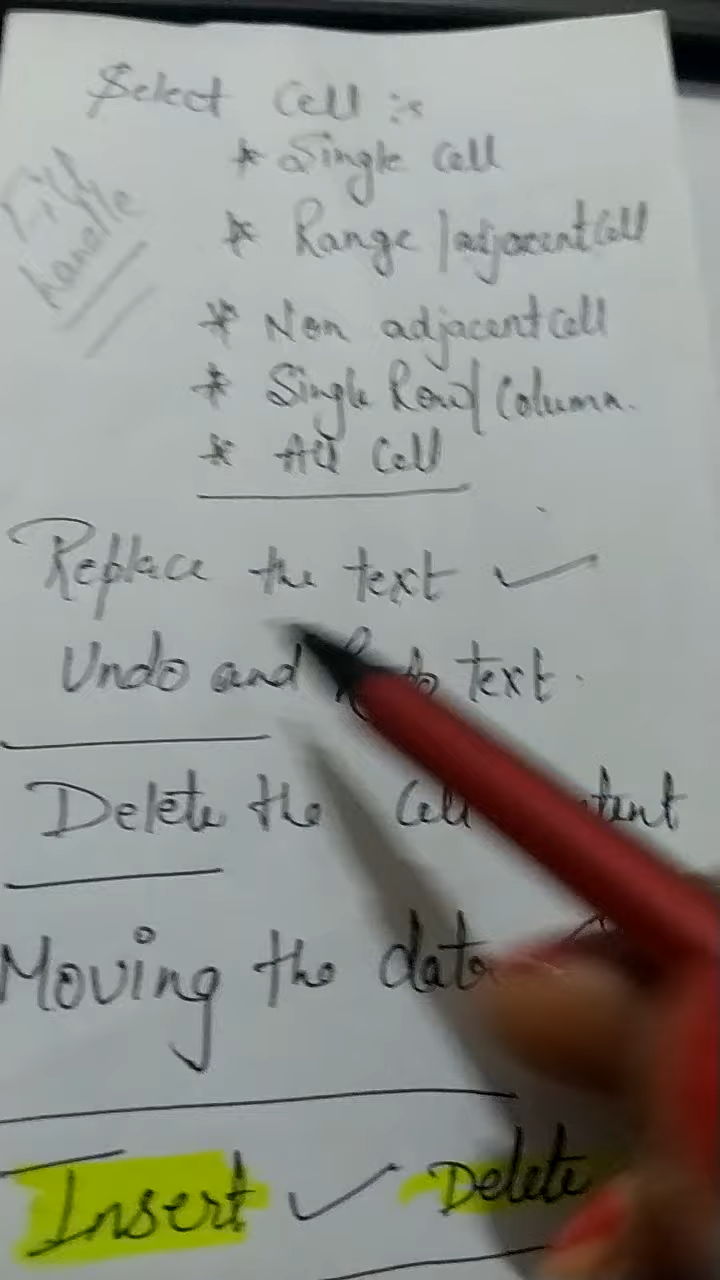 Select Cell :-
* Single Cell
Fill
handle
* Range / adjacent Cell
* Non adjacent Cell
* Single Row / Column.
* All Cell
Replace the text ✓
Undo and text.
Delete the Cell
Moving the data
Insert ✓ Delete